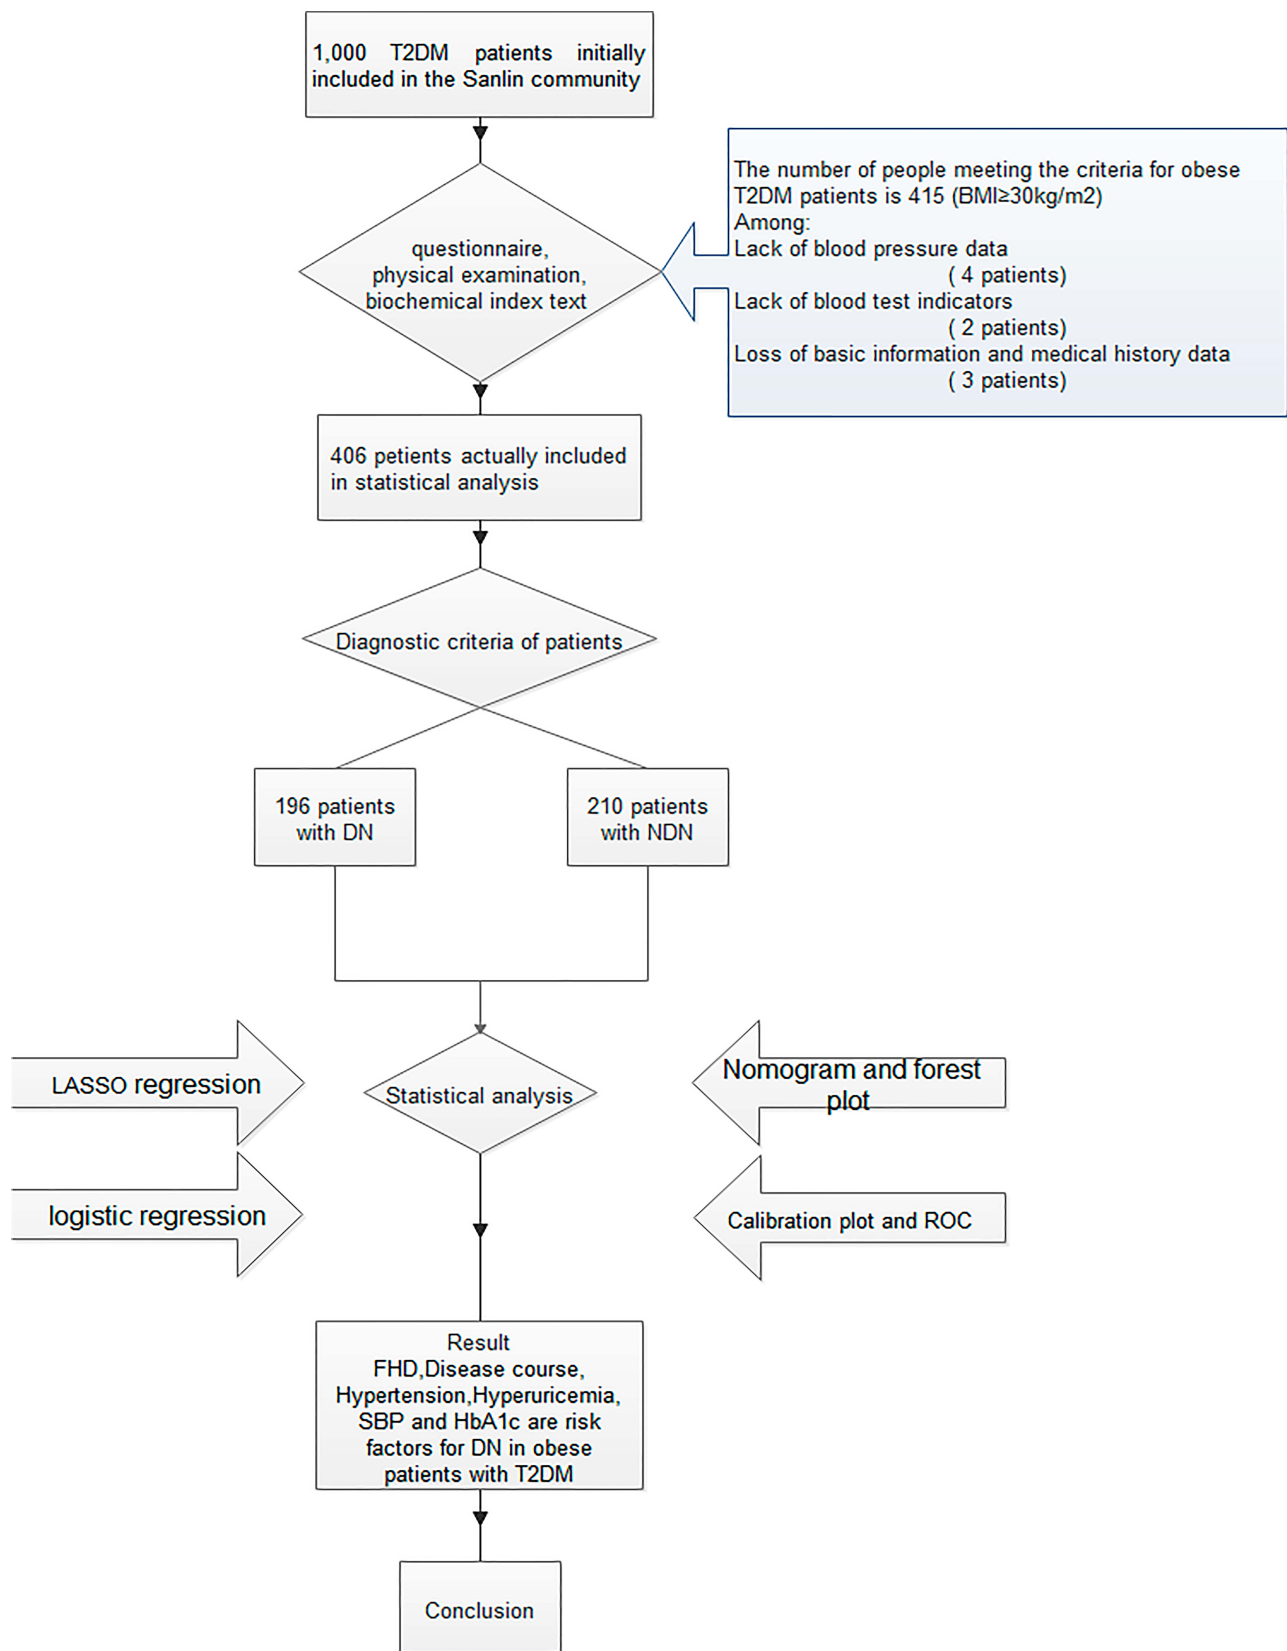 1,000 T2DM patients initially
included in the Sanlin community
The number of people meeting the criteria for obese
T2DM patients is 415 (BMI≥30kg/m2)
Among:
Lack of blood pressure data
( 4 patients)
Lack of blood test indicators
( 2 patients)
Loss of basic information and medical history data
( 3 patients)
questionnaire,
physical examination,
biochemical index text
406 petients actually included
in statistical analysis
Diagnostic criteria of patients
196 patients
with DN
210 patients
with NDN
LASSO regression
Statistical analysis
Nomogram and forest
plot
logistic regression
Calibration plot and ROC
Result
FHD,Disease course,
Hypertension,Hyperuricemia,
SBP and HbA1c are risk
factors for DN in obese
patients with T2DM
Conclusion